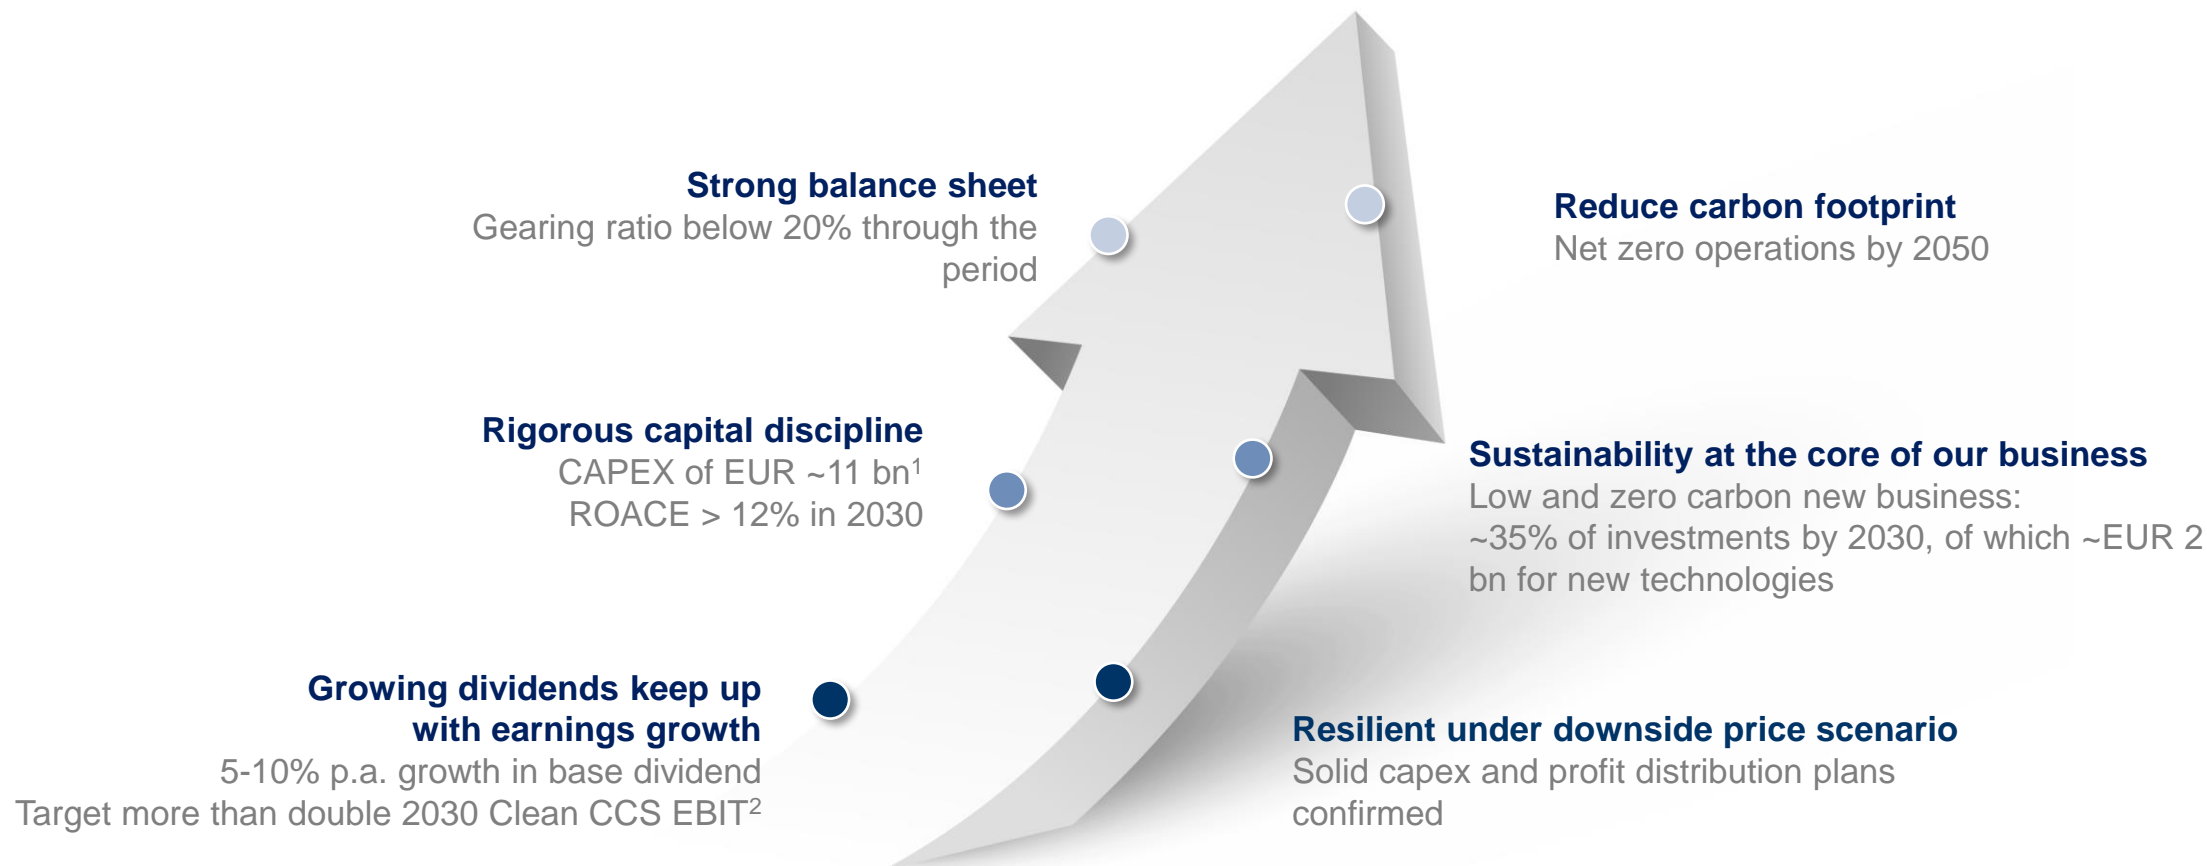 Strong balance sheet
Gearing ratio below 20% through the
period
Rigorous capital discipline
CAPEX of EUR ~11 bn¹
ROACE > 12% in 2030
Growing dividends keep up
with earnings growth
5-10% p.a. growth in base dividend
Target more than double 2030 Clean CCS EBIT²
Reduce carbon footprint
Net zero operations by 2050
Sustainability at the core of our business
Low and zero carbon new business:
~35% of investments by 2030, of which ~EUR 2
bn for new technologies
Resilient under downside price scenario
Solid capex and profit distribution plans
confirmed